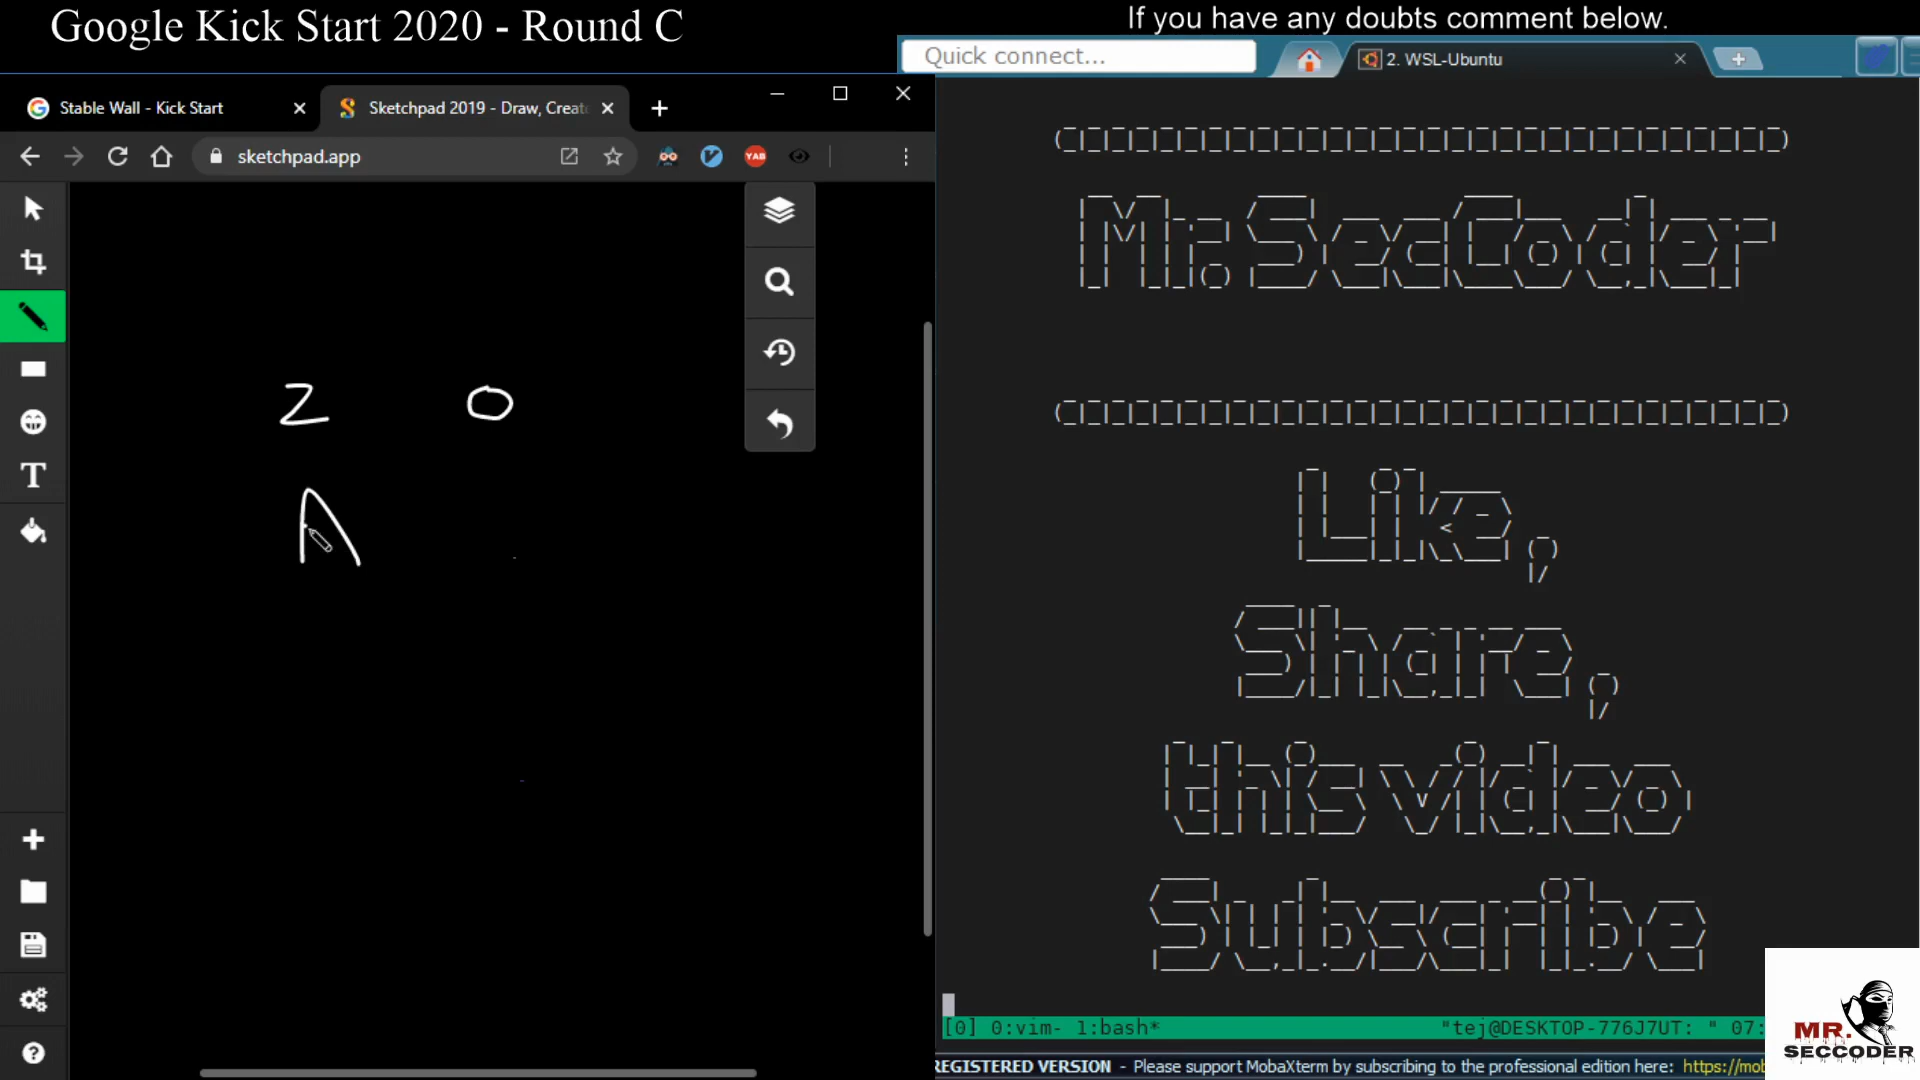 Google Kick Start 2020 - Round C
If you have any doubts comment below.
Quick connect...
2. WSL-Ubuntu
Stable Wall - Kick Start
Sketchpad 2019 - Draw, Creat
sketchpad.app
YAB
Mr.SecCoder
Z O
A
T
Like,
Share,
this video
Subscribe
[0] 0:vim- 1:bash* "tej@DESKTOP-776J7UT: " 07:
REGISTERED VERSION - Please support MobaXterm by subscribing to the professional edition here: https://mob
MR.
SECCODER